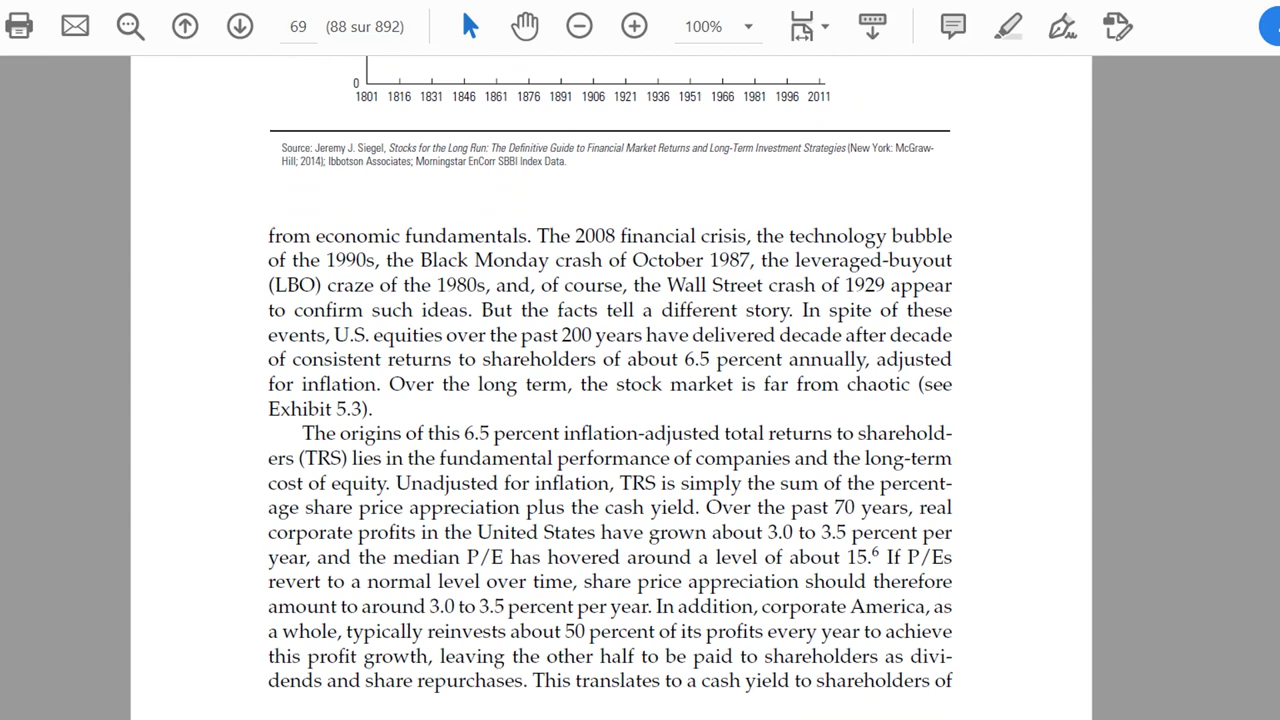 69 (88 sur 892) 100%
0
1801 1816 1831 1846 1861 1876 1891 1906 1921 1936 1951 1966 1981 1996 2011
Source: Jeremy J. Siegel, Stocks for the Long Run: The Definitive Guide to Financial Market Returns and Long-Term Investment Strategies (New York: McGraw-
Hill; 2014); Ibbotson Associates; Morningstar EnCorr SBBI Index Data.
from economic fundamentals. The 2008 financial crisis, the technology bubble
of the 1990s, the Black Monday crash of October 1987, the leveraged-buyout
(LBO) craze of the 1980s, and, of course, the Wall Street crash of 1929 appear
to confirm such ideas. But the facts tell a different story. In spite of these
events, U.S. equities over the past 200 years have delivered decade after decade
of consistent returns to shareholders of about 6.5 percent annually, adjusted
for inflation. Over the long term, the stock market is far from chaotic (see
Exhibit 5.3).
The origins of this 6.5 percent inflation-adjusted total returns to sharehold-
ers (TRS) lies in the fundamental performance of companies and the long-term
cost of equity. Unadjusted for inflation, TRS is simply the sum of the percent-
age share price appreciation plus the cash yield. Over the past 70 years, real
corporate profits in the United States have grown about 3.0 to 3.5 percent per
year, and the median P/E has hovered around a level of about 15.⁶ If P/Es
revert to a normal level over time, share price appreciation should therefore
amount to around 3.0 to 3.5 percent per year. In addition, corporate America, as
a whole, typically reinvests about 50 percent of its profits every year to achieve
this profit growth, leaving the other half to be paid to shareholders as divi-
dends and share repurchases. This translates to a cash yield to shareholders of